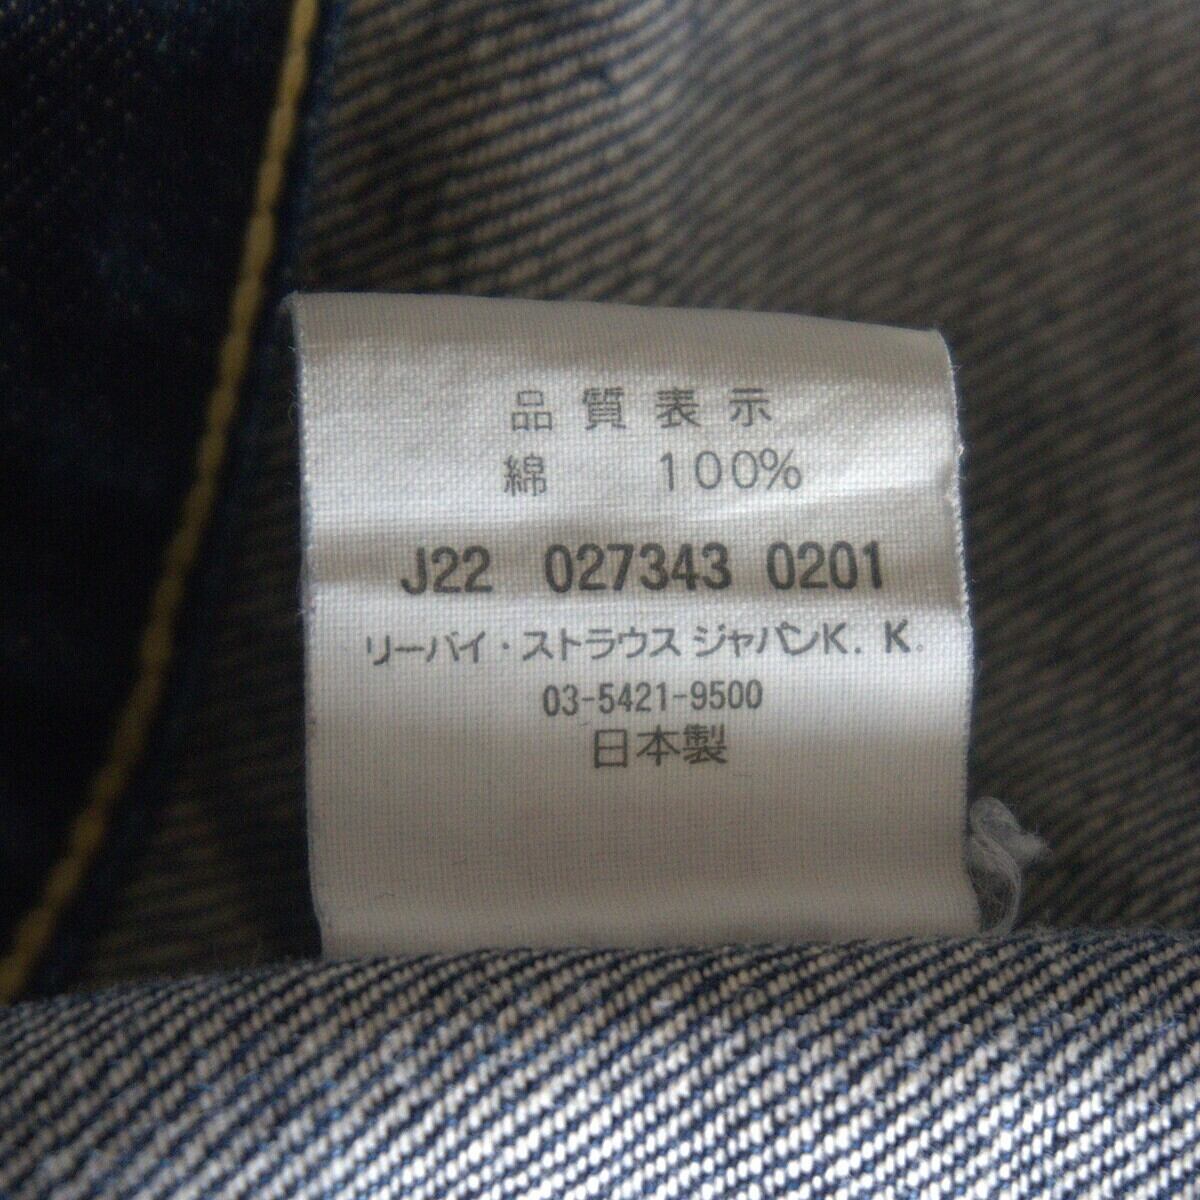 品質表示
綿 100%
J22 027343 0201
リーバイ・ストラウス ジャパンK. K.
03-5421-9500
日本製